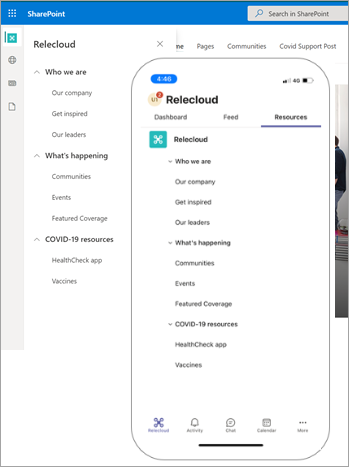 SharePoint
Search in SharePoint
Relecloud
Pages
Communities
Covid Support Post
Who we are
Our company
Get inspired
Our leaders
What's happening
Communities
Events
Featured Coverage
COVID-19 resources
HealthCheck app
Vaccines
4:46
4G
2
Relecloud
Dashboard
Feed
Resources
Relecloud
Who we are
Our company
Get inspired
Our leaders
What's happening
Communities
Events
Featured Coverage
COVID-19 resources
HealthCheck app
Vaccines
Relecloud
Activity
Chat
Calendar
More